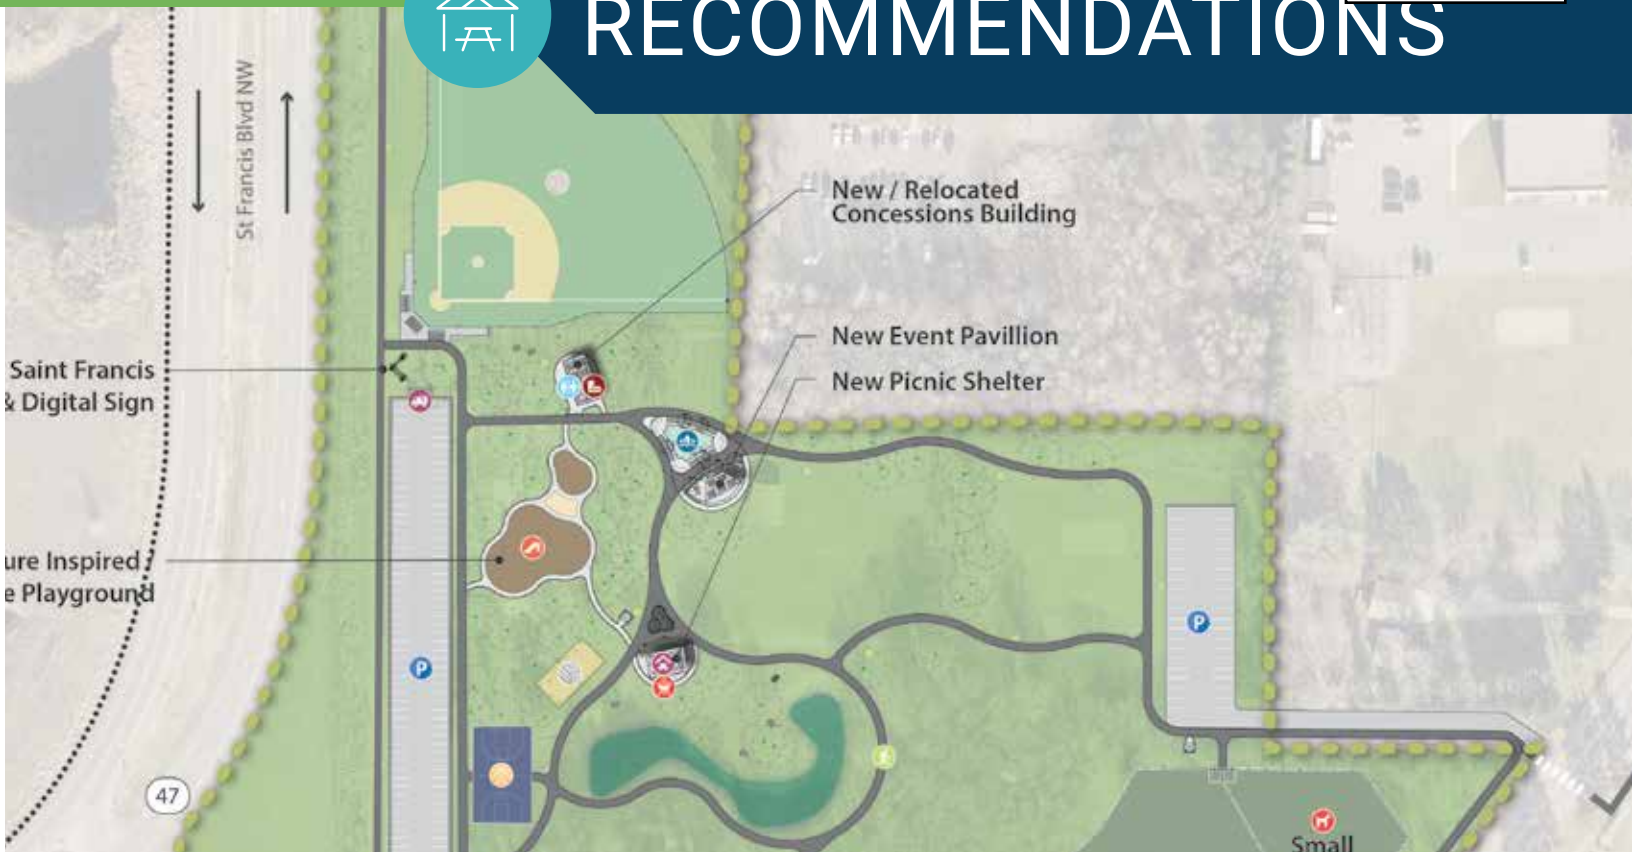 RECOMMENDATIONS
St Francis Blvd NW
New / Relocated
Concessions Building
New Event Pavillion
New Picnic Shelter
Saint Francis
& Digital Sign
Inspired /
Playground
P
P
47
Small